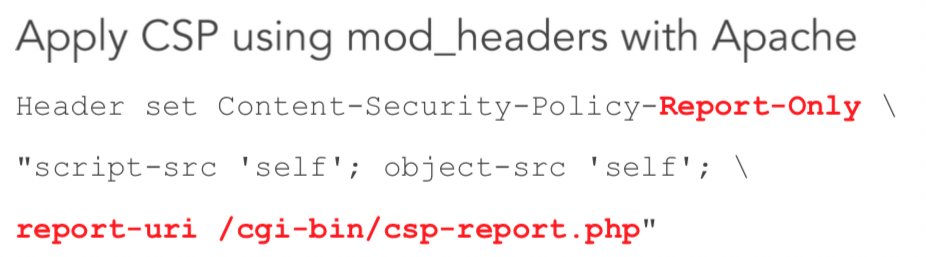 Apply CSP using mod_headers with Apache
Header set Content-Security-Policy-Report-Only \
"script-src 'self'; object-src 'self'; \
report-uri /cgi-bin/csp-report.php"